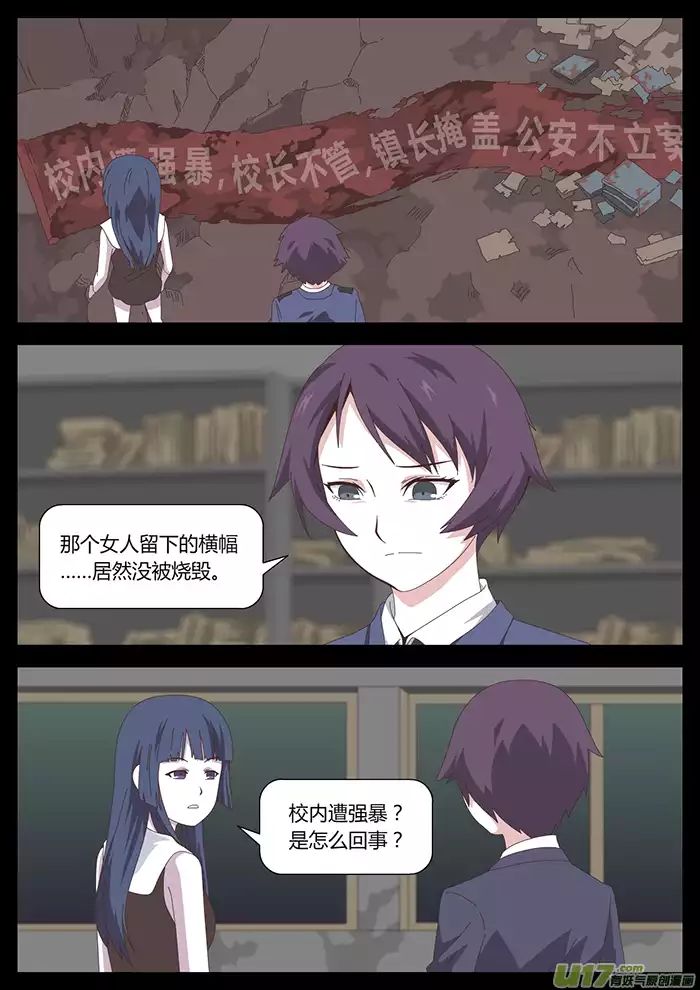 校内遭强暴，校长不管，镇长掩盖，公安不立案
那个女人留下的横幅
......居然没被烧毁。
校内遭强暴？
是怎么回事？
U17.com
有妖气原创漫画